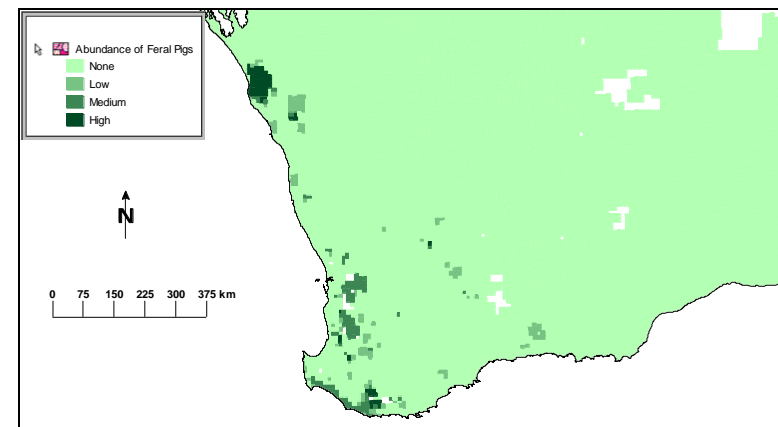 Abundance of Feral Pigs
None
Low
Medium
High
N
0 75 150 225 300 375 km